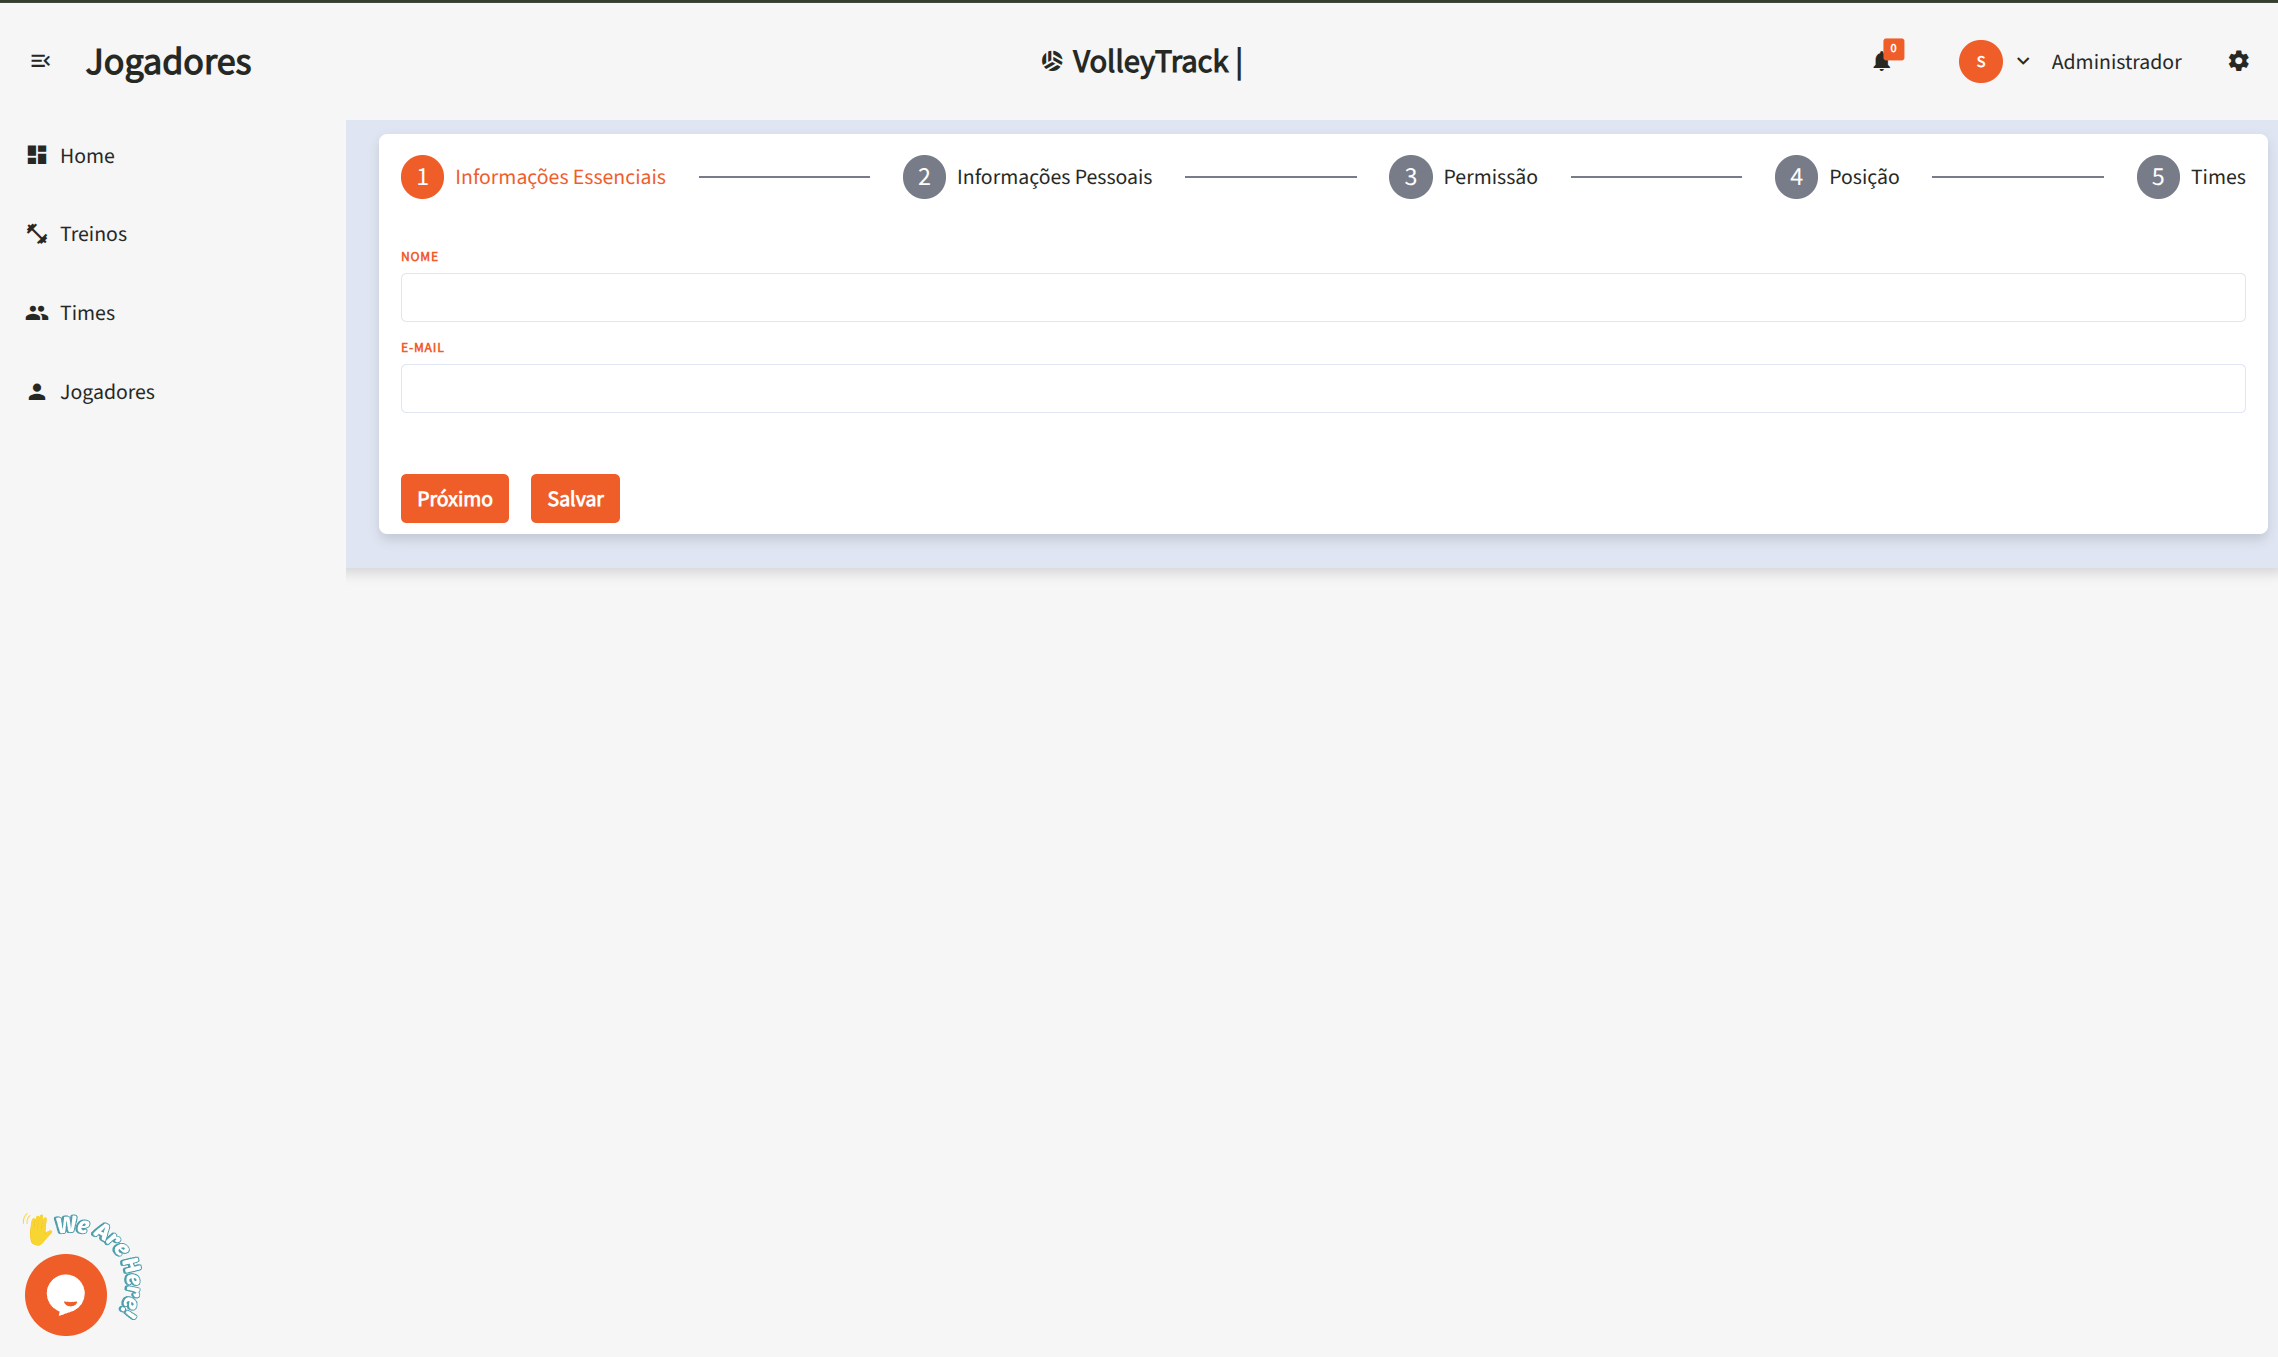 Jogadores
VolleyTrack |
0
S
Administrador
Home
Treinos
Times
Jogadores
1 Informações Essenciais
2 Informações Pessoais
3 Permissão
4 Posição
5 Times
NOME
E-MAIL
Próximo
Salvar
We Are Here!